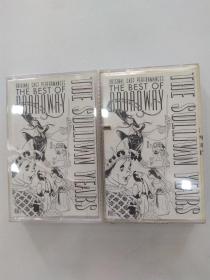 ORIGINAL CAST PERFORMANCES
THE BEST OF
BROADWAY
THE SULLIVAN YEARS
ORIGINAL CAST PERFORMANCES
THE BEST OF
BROADWAY
THE SULLIVAN YEARS